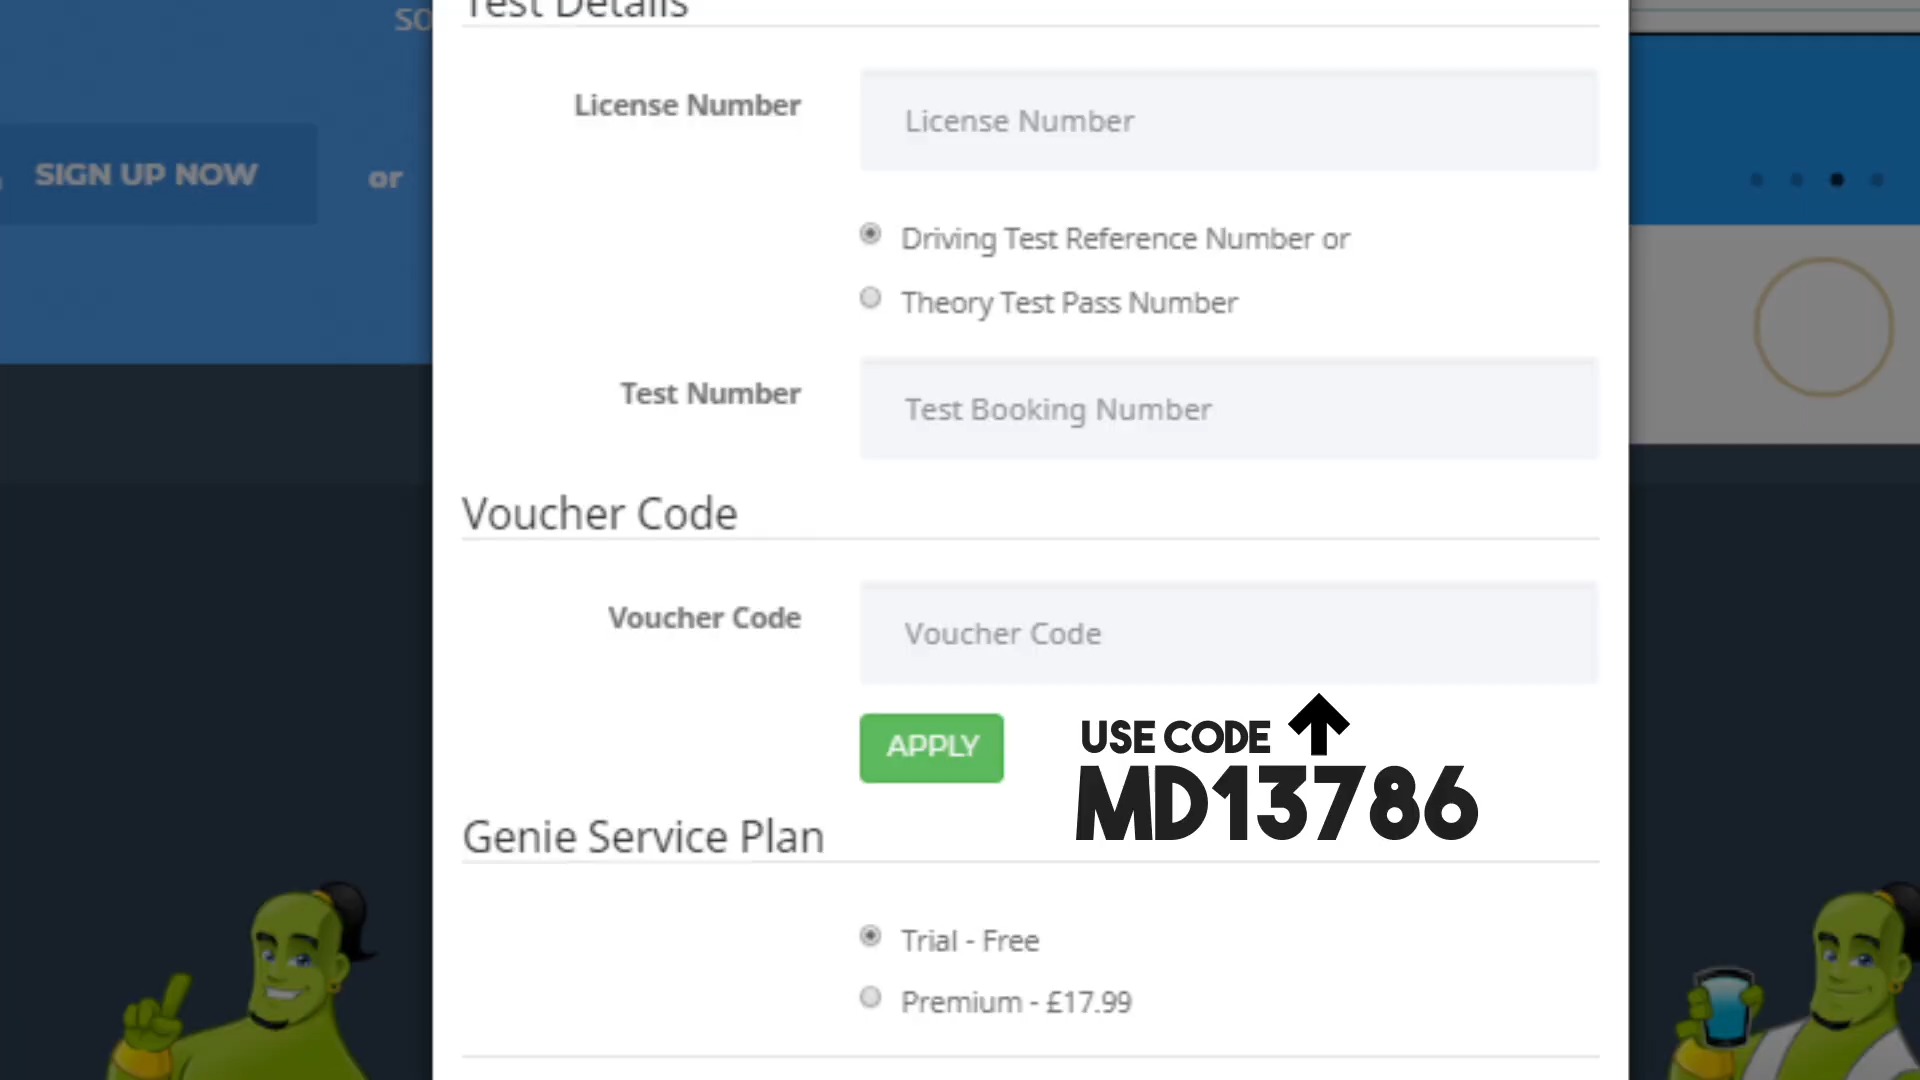 Test Details
SO
License Number
License Number
SIGN UP NOW
or
Driving Test Reference Number or
Theory Test Pass Number
Test Number
Test Booking Number
Voucher Code
Voucher Code
Voucher Code
APPLY
USE CODE
MD13786
Genie Service Plan
Trial - Free
Premium - £17.99